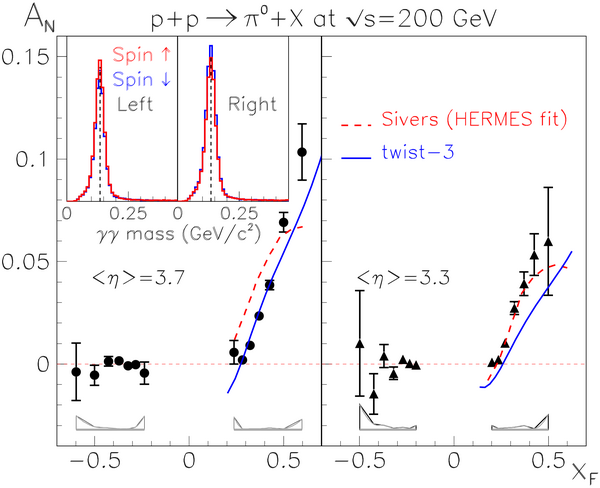 A_N p+p → π⁰+X at √s=200 GeV
0.15
0.1
0.05
0
Spin ↑
Spin ↓
Left
Right
0 0.25 0 0.25
γγ mass (GeV/c²)
Sivers (HERMES fit)
twist−3
<η>=3.7
<η>=3.3
−0.5 0 0.5 −0.5 0 0.5
x_F